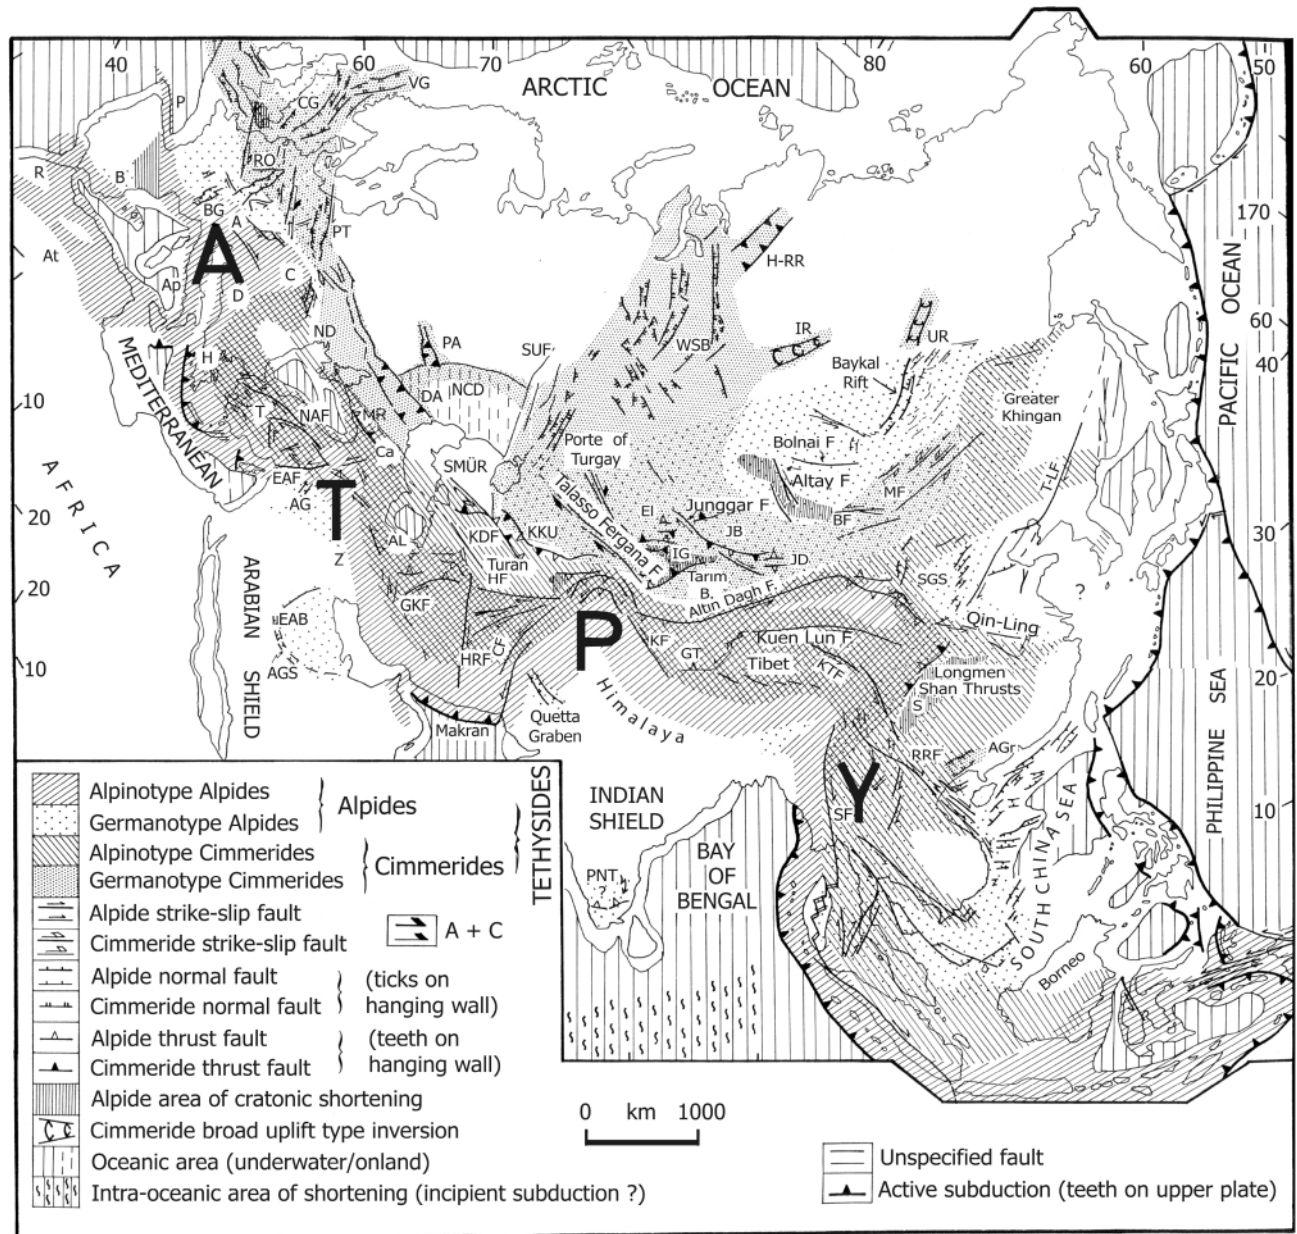 40
60
70
80
60
50
ARCTIC OCEAN
VG
CG
P
RO
R
B
BG
A
PT
170
At
A
C
H-RR
Ap
D
PACIFIC OCEAN
ND
PA
SUF
WSB
IR
UR
60
40
MEDITERRANEAN
H
Baykal
Rift
DA
NCD
Greater
Khingan
10
T
NAF
MR
Porte of
Turgay
Bolnai F
Ca
SMÜR
Altay F
T-LF
AFRICA
EAF
AG
T
Talasso Fergana F
EI
Junggar F
MF
BF
20
AL
KDF
KKU
JB
30
Z
Turan
HF
IG
JD
Tarım
B.
SGS
20
ARABIAN SHIELD
GKF
Altın Dagh F.
?
EAB
P
KF
Kuen Lun F
Qin-Ling
CF
GT
Tibet
KTF
10
AGS
HRF
Longmen
Shan Thrusts
20
Himalaya
S
Makran
Quetta
Graben
RRF
AGr
PHILIPPINE SEA
Y
SF
INDIAN
SHIELD
BAY
OF
BENGAL
PNT
?
SOUTH CHINA SEA
10
Borneo
Alpinotype Alpides
Germanotype Alpides
Alpides
Alpinotype Cimmerides
Germanotype Cimmerides
Cimmerides
TETHYSIDES
Alpide strike-slip fault
Cimmeride strike-slip fault
A + C
Alpide normal fault
Cimmeride normal fault
(ticks on
hanging wall)
Alpide thrust fault
Cimmeride thrust fault
(teeth on
hanging wall)
Alpide area of cratonic shortening
Cimmeride broad uplift type inversion
Oceanic area (underwater/onland)
Intra-oceanic area of shortening (incipient subduction ?)
0 km 1000
Unspecified fault
Active subduction (teeth on upper plate)